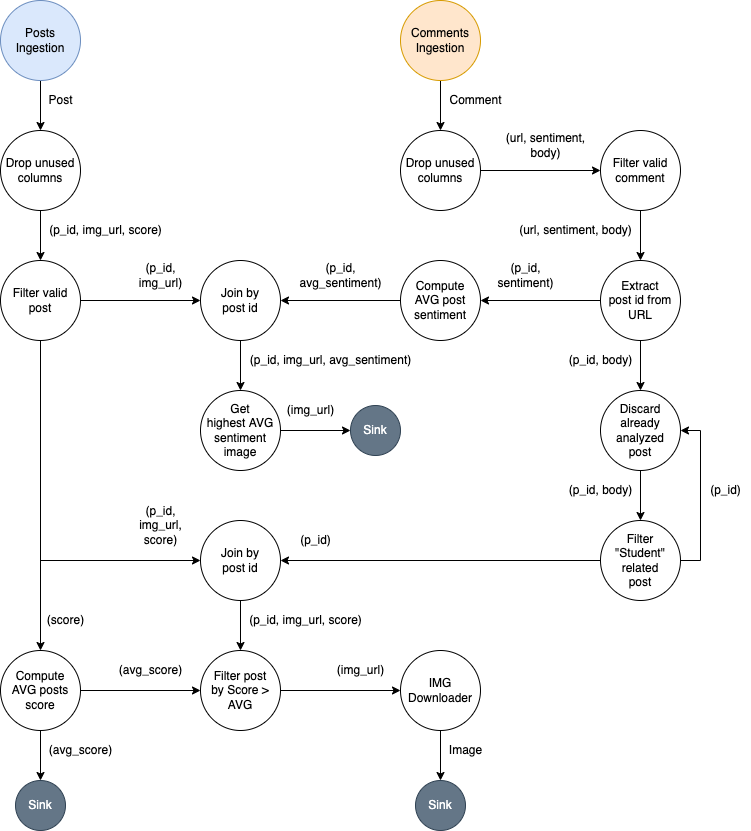 Posts
Ingestion
Comments
Ingestion
Post
Comment
Drop unused
columns
Drop unused
columns
(url, sentiment,
body)
Filter valid
comment
(p_id, img_url, score)
(url, sentiment, body)
Filter valid
post
(p_id,
img_url)
Join by
post id
(p_id,
avg_sentiment)
Compute
AVG post
sentiment
(p_id,
sentiment)
Extract
post id from
URL
(p_id, img_url, avg_sentiment)
(p_id, body)
Get
highest AVG
sentiment
image
(img_url)
Sink
Discard
already
analyzed
post
(p_id, body)
(p_id)
(p_id,
img_url,
score)
Join by
post id
(p_id)
Filter
"Student"
related
post
(score)
(p_id, img_url, score)
Compute
AVG posts
score
(avg_score)
Filter post
by Score >
AVG
(img_url)
IMG
Downloader
(avg_score)
Image
Sink
Sink